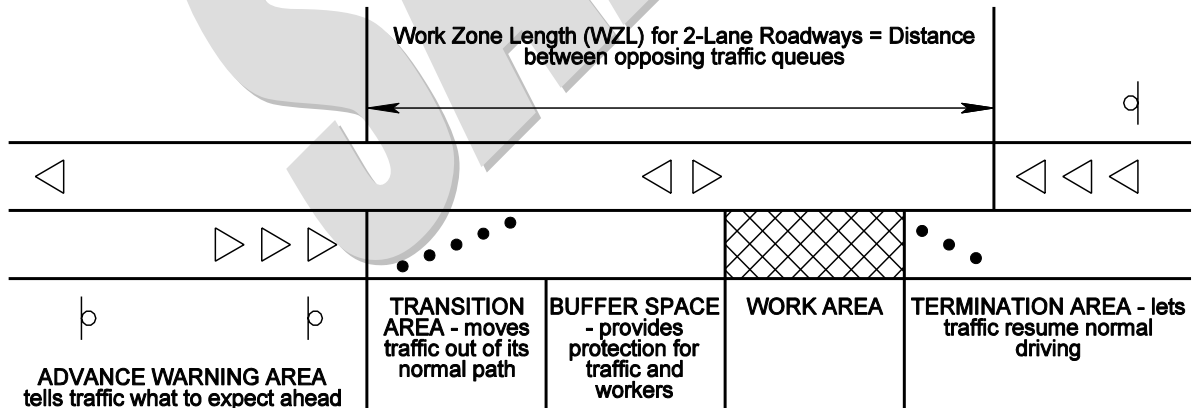 Work Zone Length (WZL) for 2-Lane Roadways = Distance
between opposing traffic queues
TRANSITION
AREA - moves
traffic out of its
normal path
BUFFER SPACE
- provides
protection for
traffic and
workers
WORK AREA
TERMINATION AREA - lets
traffic resume normal
driving
ADVANCE WARNING AREA
tells traffic what to expect ahead